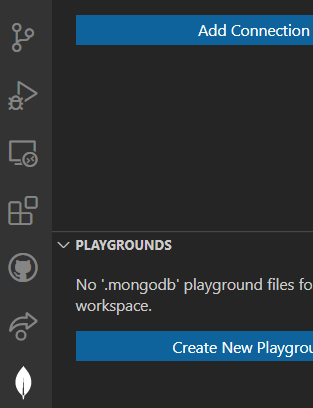 Add Connection
PLAYGROUNDS
No '.mongodb' playground files fo
workspace.
Create New Playgrou